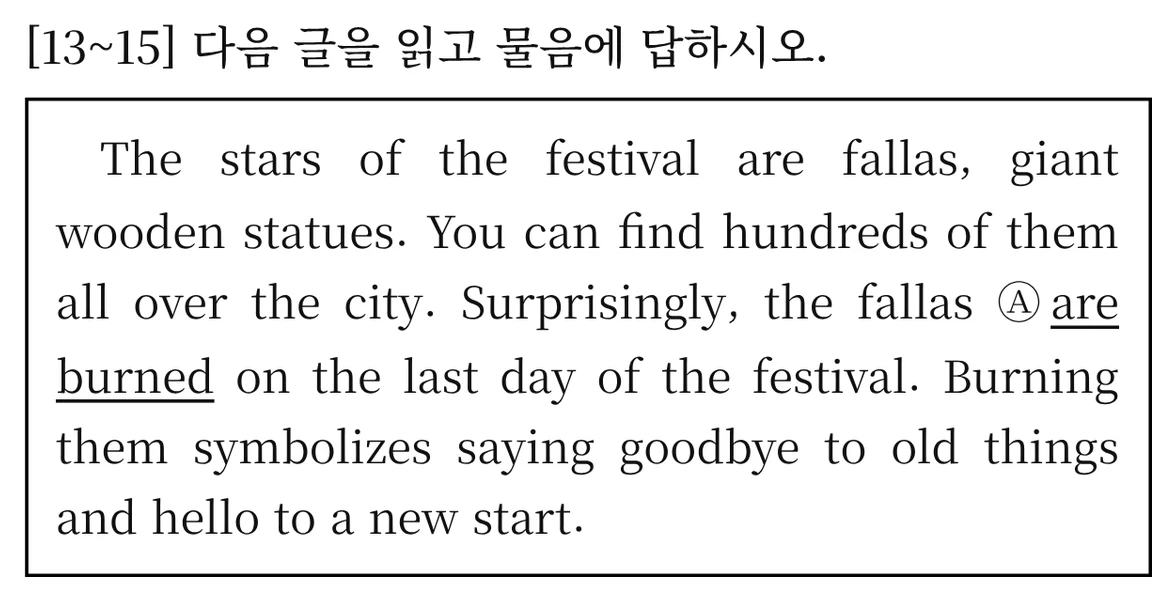 [13~15] 다음 글을 읽고 물음에 답하시오.
The stars of the festival are fallas, giant
wooden statues. You can find hundreds of them
all over the city. Surprisingly, the fallas Ⓐ are
burned on the last day of the festival. Burning
them symbolizes saying goodbye to old things
and hello to a new start.